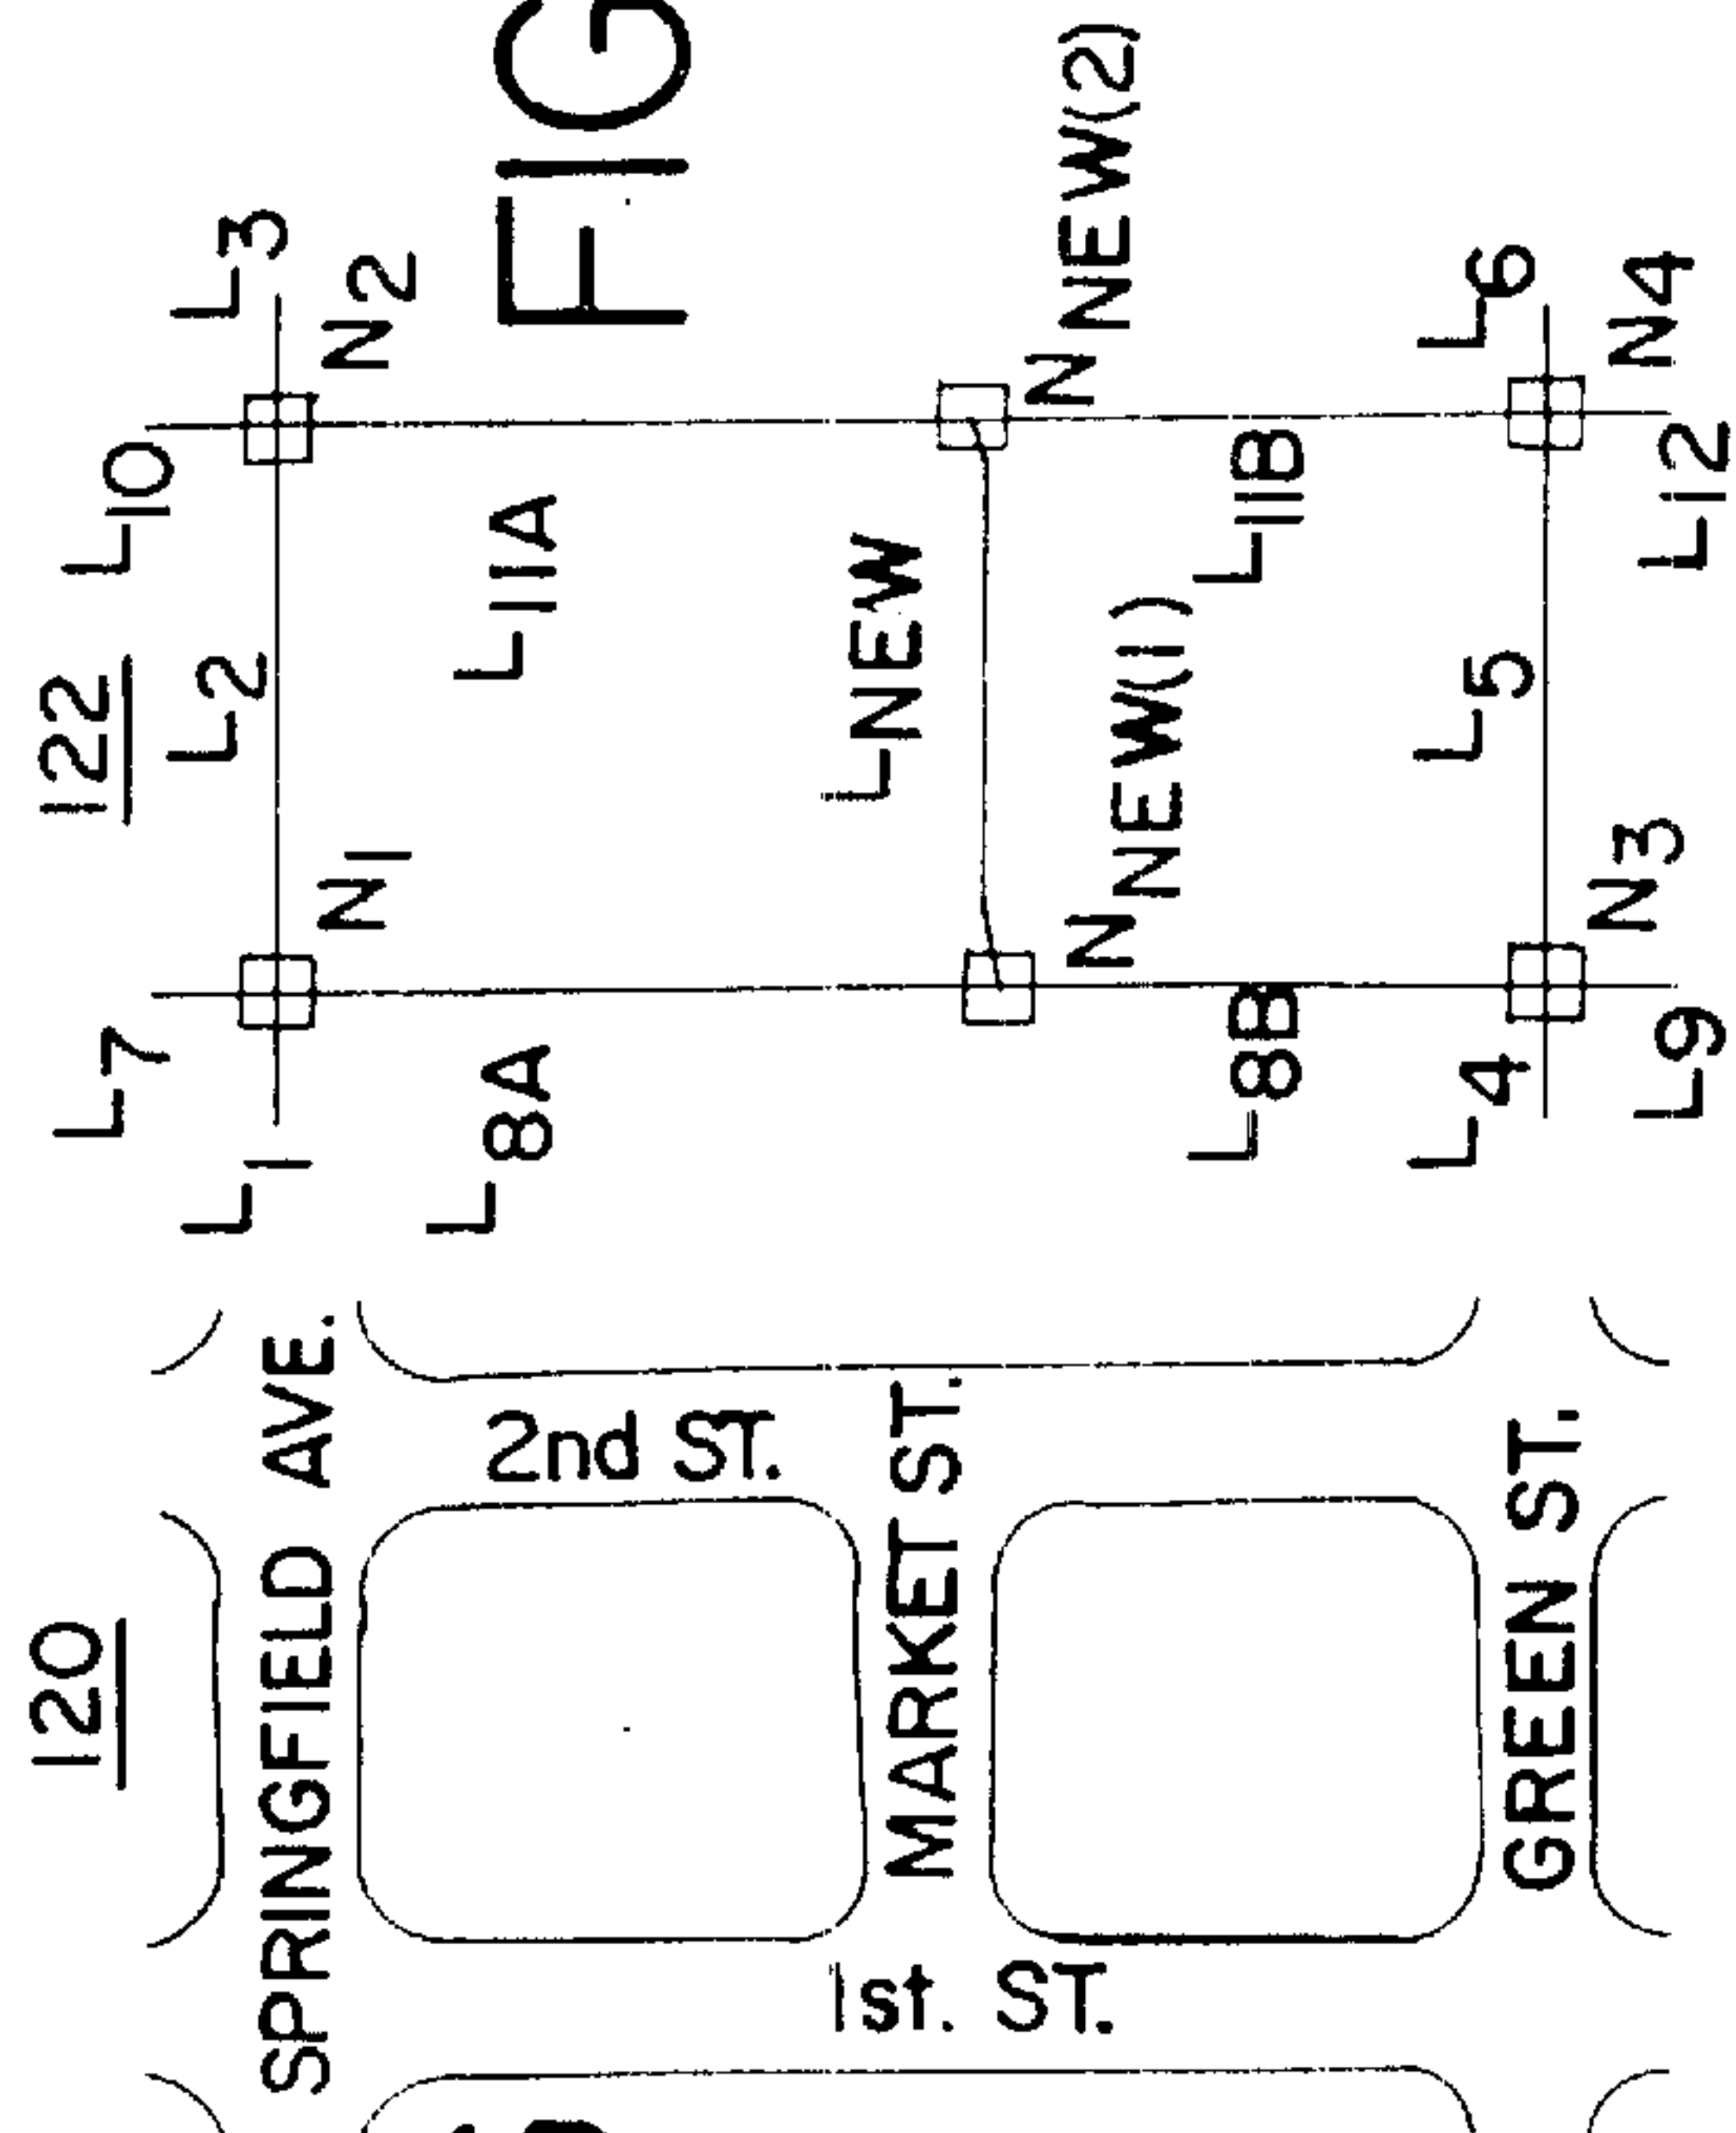 122
L10
L3
L7
L2
N2
L1
N1
L11A
L8A
FIG
LNEW
NNEW(2)
NNEW(1)
L11B
L8B
L6
L5
L4
N4
N3
L12
L9
120
SPRINGFIELD AVE.
2nd ST.
MARKET ST.
1st. ST.
GREEN ST.